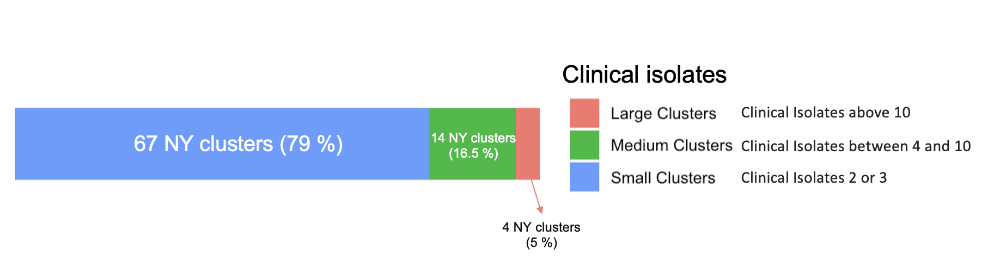 Clinical isolates
Large Clusters Clinical Isolates above 10
Medium Clusters Clinical Isolates between 4 and 10
Small Clusters Clinical Isolates 2 or 3
67 NY clusters (79 %)
14 NY clusters
(16.5 %)
4 NY clusters
(5 %)